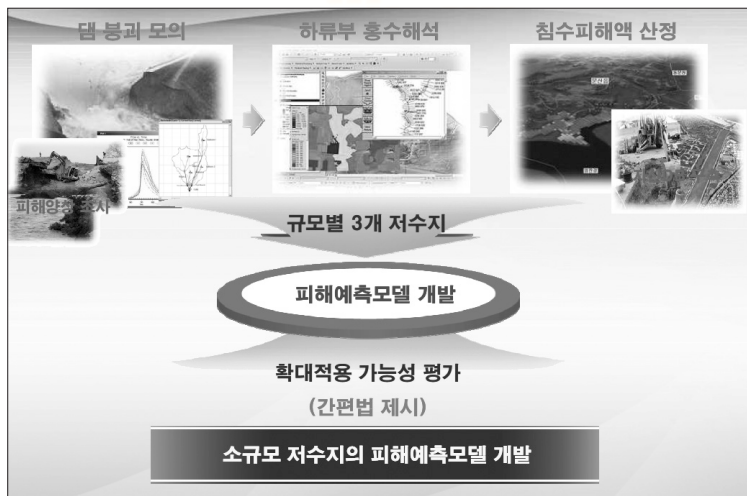 댐 붕괴 모의
하류부 홍수해석
침수피해액 산정
피해양상 조사
규모별 3개 저수지
피해예측모델 개발
확대적용 가능성 평가
(간편법 제시)
소규모 저수지의 피해예측모델 개발